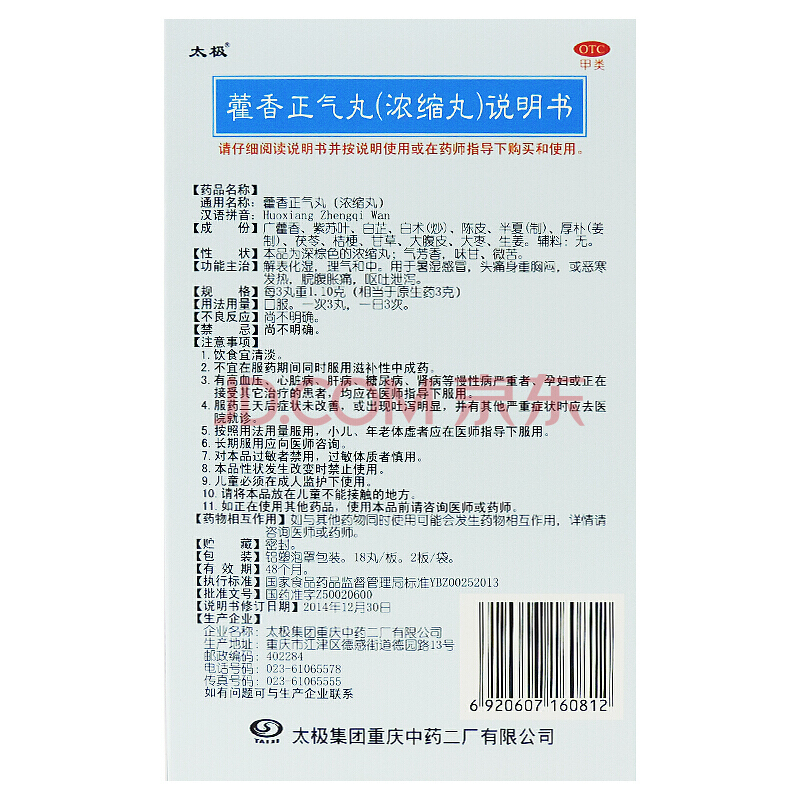 太极®
OTC
甲类
藿香正气丸(浓缩丸)说明书
请仔细阅读说明书并按说明使用或在药师指导下购买和使用。
【药品名称】
通用名称：藿香正气丸（浓缩丸）
汉语拼音：Huoxiang Zhengqi Wan
【成 份】广藿香、紫苏叶、白芷、白术(炒)、陈皮、半夏(制)、厚朴(姜
制)、茯苓、桔梗、甘草、大腹皮、大枣、生姜。辅料：无。
【性 状】本品为深棕色的浓缩丸；气芳香，味甘、微苦。
【功能主治】解表化湿，理气和中。用于暑湿感冒，头痛身重胸闷，或恶寒
发热，脘腹胀痛，呕吐泄泻。
【规 格】每3丸重1.10克（相当于原生药3克）
【用法用量】口服。一次3丸，一日3次。
【不良反应】尚不明确。
【禁 忌】尚不明确。
【注意事项】
1. 饮食宜清淡。
2. 不宜在服药期间同时服用滋补性中成药。
3. 有高血压、心脏病、肝病、糖尿病、肾病等慢性病严重者、孕妇或正在
接受其它治疗的患者，均应在医师指导下服用。
4. 服药三天后症状未改善，或出现吐泻明显，并有其他严重症状时应去医
院就诊。
5. 按照用法用量服用，小儿、年老体虚者应在医师指导下服用。
6. 长期服用应向医师咨询。
7. 对本品过敏者禁用，过敏体质者慎用。
8. 本品性状发生改变时禁止使用。
9. 儿童必须在成人监护下使用。
10. 请将本品放在儿童不能接触的地方。
11. 如正在使用其他药品，使用本品前请咨询医师或药师。
【药物相互作用】如与其他药物同时使用可能会发生药物相互作用，详情请
咨询医师或药师。
【贮 藏】密封。
【包 装】铝塑泡罩包装。18丸/板。2板/袋。
【有 效 期】48个月。
【执行标准】国家食品药品监督管理局标准YBZ00252013
【批准文号】国药准字Z50020600
【说明书修订日期】2014年12月30日
【生产企业】
企业名称：太极集团重庆中药二厂有限公司
生产地址：重庆市江津区德感街道德园路13号
邮政编码：402284
电话号码：023-61065578
传真号码：023-61065555
如有问题可与生产企业联系
6 920607 160812
TAIJI 太极集团重庆中药二厂有限公司
JD.COM 京东